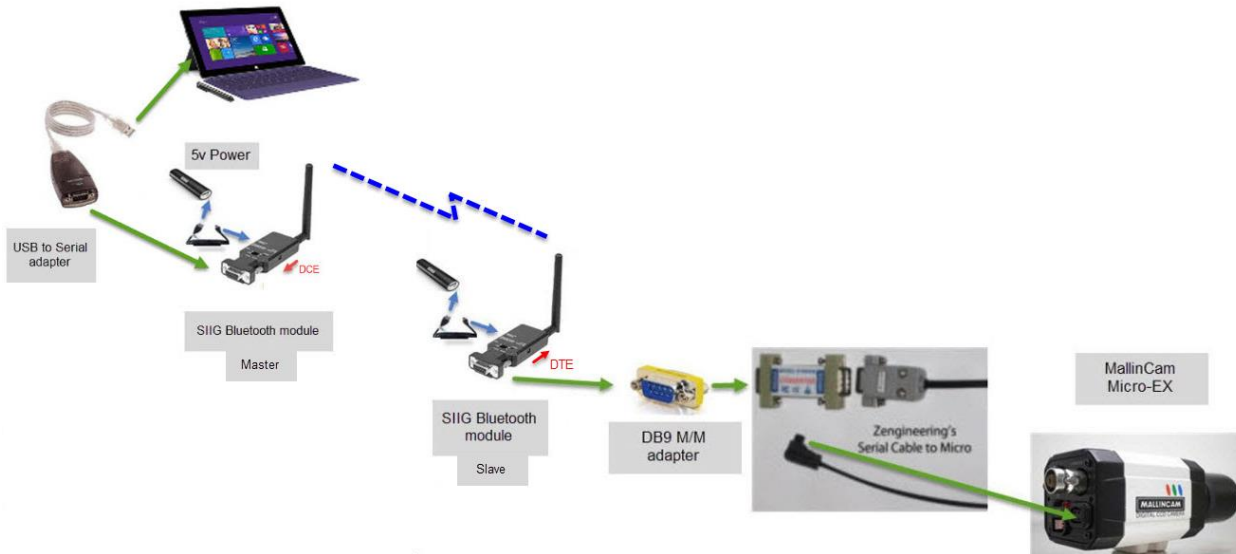 5v Power
USB to Serial
adapter
DCE
SIIG Bluetooth module
Master
DTE
SIIG Bluetooth
module
Slave
DB9 M/M
adapter
Zengineering's
Serial Cable to Micro
MallinCam
Micro-EX
MALLINCAM